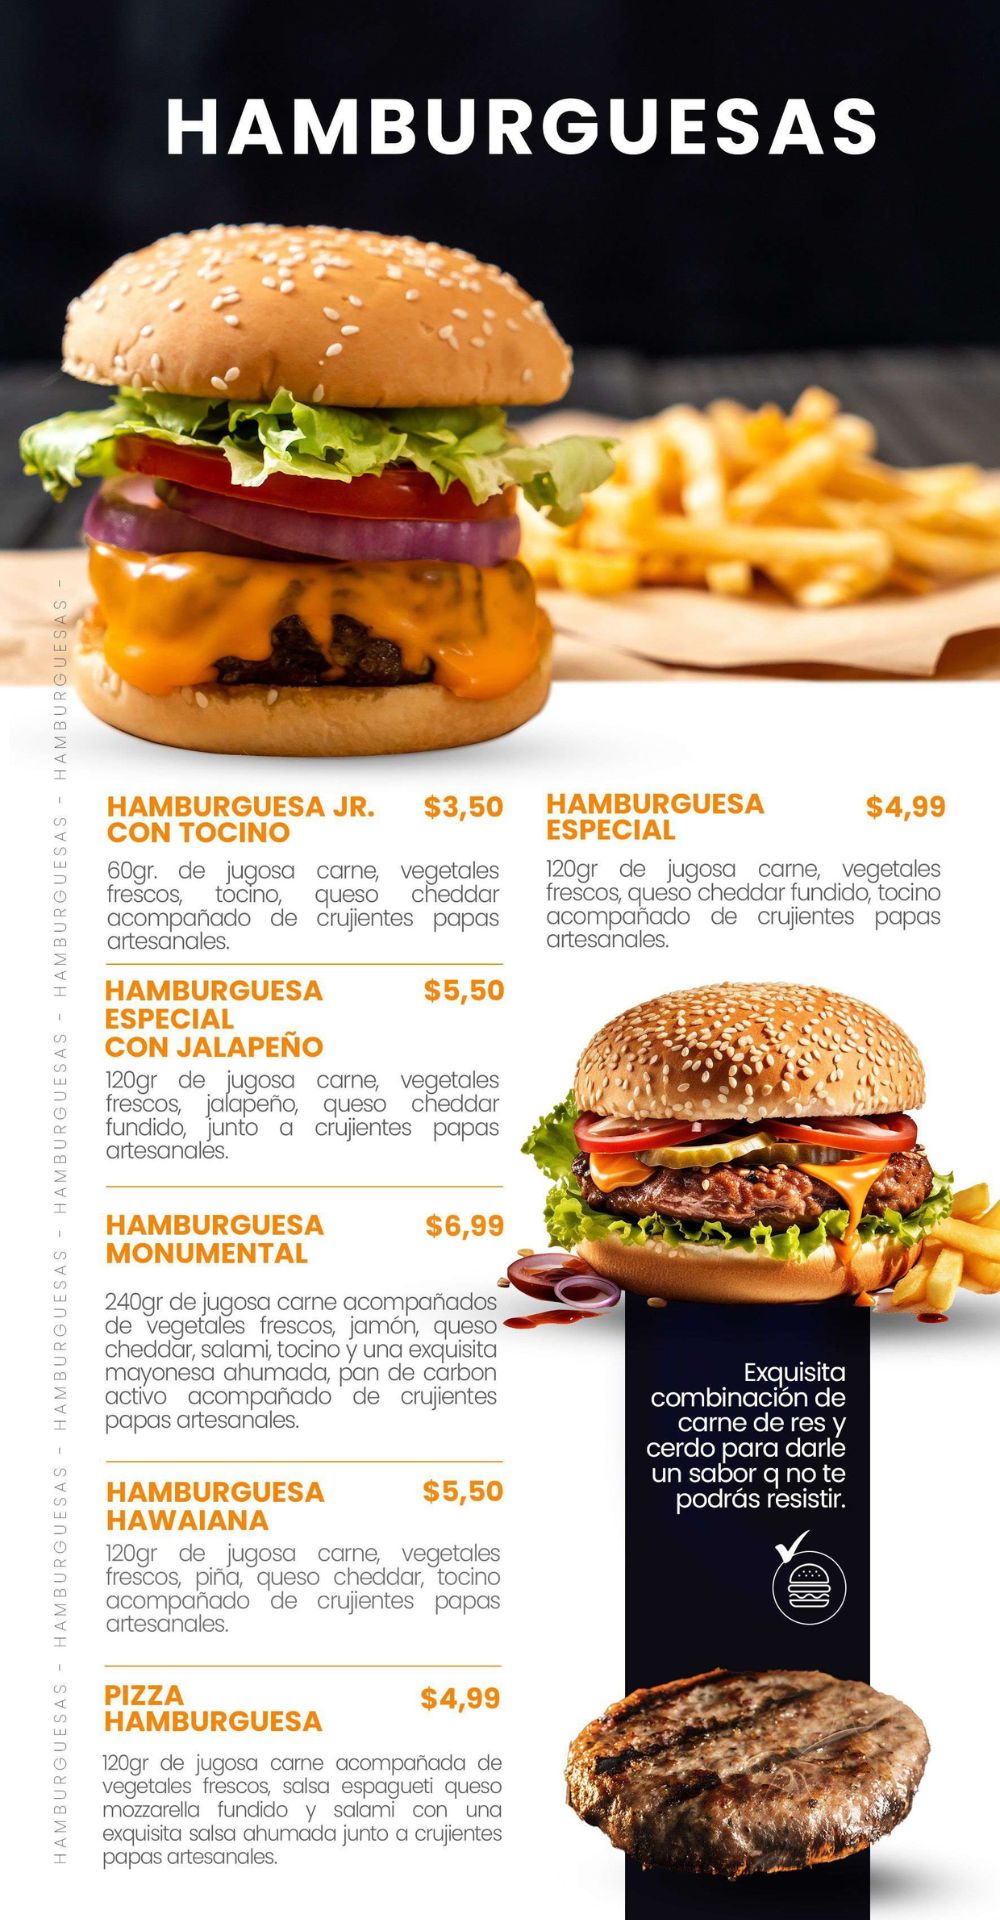 HAMBURGUESAS
HAMBURGUESAS - HAMBURGUESAS - HAMBURGUESAS - HAMBURGUESAS - HAMBURGUESAS - HAMBURGUESAS -
HAMBURGUESA JR. $3,50
CON TOCINO
60gr. de jugosa carne, vegetales
frescos, tocino, queso cheddar
acompañado de crujientes papas
artesanales.
HAMBURGUESA $4,99
ESPECIAL
120gr de jugosa carne, vegetales
frescos, queso cheddar fundido, tocino
acompañado de crujientes papas
artesanales.
HAMBURGUESA $5,50
ESPECIAL
CON JALAPEÑO
120gr de jugosa carne, vegetales
frescos, jalapeño, queso cheddar
fundido, junto a crujientes papas
artesanales.
HAMBURGUESA $6,99
MONUMENTAL
240gr de jugosa carne acompañados
de vegetales frescos, jamón, queso
cheddar, salami, tocino y una exquisita
mayonesa ahumada, pan de carbon
activo acompañado de crujientes
papas artesanales.
HAMBURGUESA $5,50
HAWAIANA
120gr de jugosa carne, vegetales
frescos, piña, queso cheddar, tocino
acompañado de crujientes papas
artesanales.
PIZZA $4,99
HAMBURGUESA
120gr de jugosa carne acompañada de
vegetales frescos, salsa espagueti queso
mozzarella fundido y salami con una
exquisita salsa ahumada junto a crujientes
papas artesanales.
Exquisita
combinación de
carne de res y
cerdo para darle
un sabor q no te
podrás resistir.